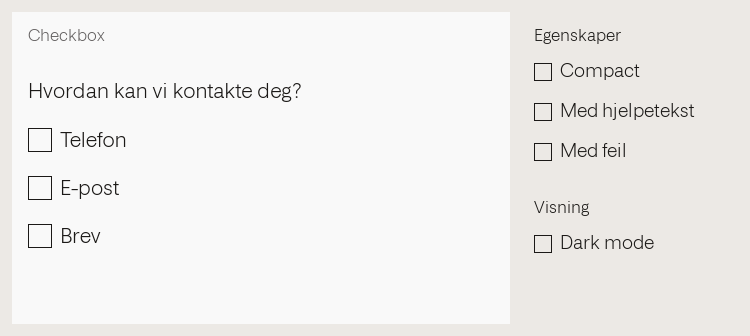 Checkbox
Hvordan kan vi kontakte deg?
Telefon
E-post
Brev
Egenskaper
Compact
Med hjelpetekst
Med feil
Visning
Dark mode